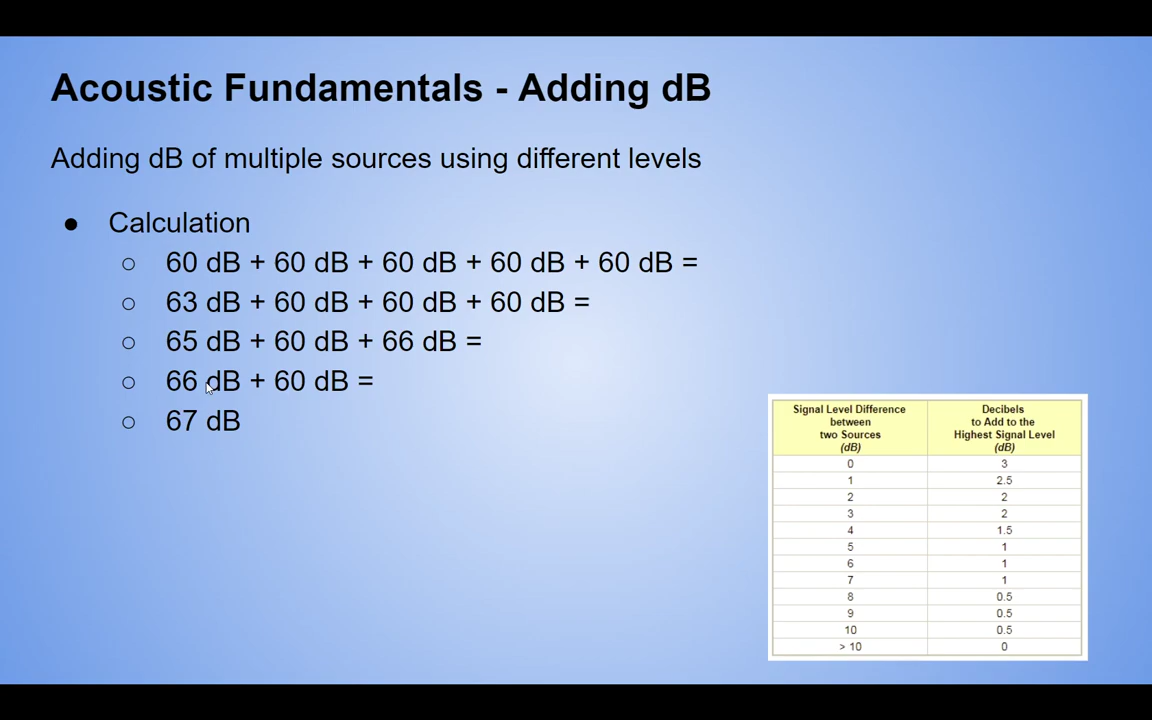 Acoustic Fundamentals - Adding dB
Adding dB of multiple sources using different levels
● Calculation
○ 60 dB + 60 dB + 60 dB + 60 dB + 60 dB =
○ 63 dB + 60 dB + 60 dB + 60 dB =
○ 65 dB + 60 dB + 66 dB =
○ 66 dB + 60 dB =
○ 67 dB
Signal Level Difference between two Sources (dB) Decibels to Add to the Highest Signal Level (dB)
0 3
1 2.5
2 2
3 2
4 1.5
5 1
6 1
7 1
8 0.5
9 0.5
10 0.5
> 10 0